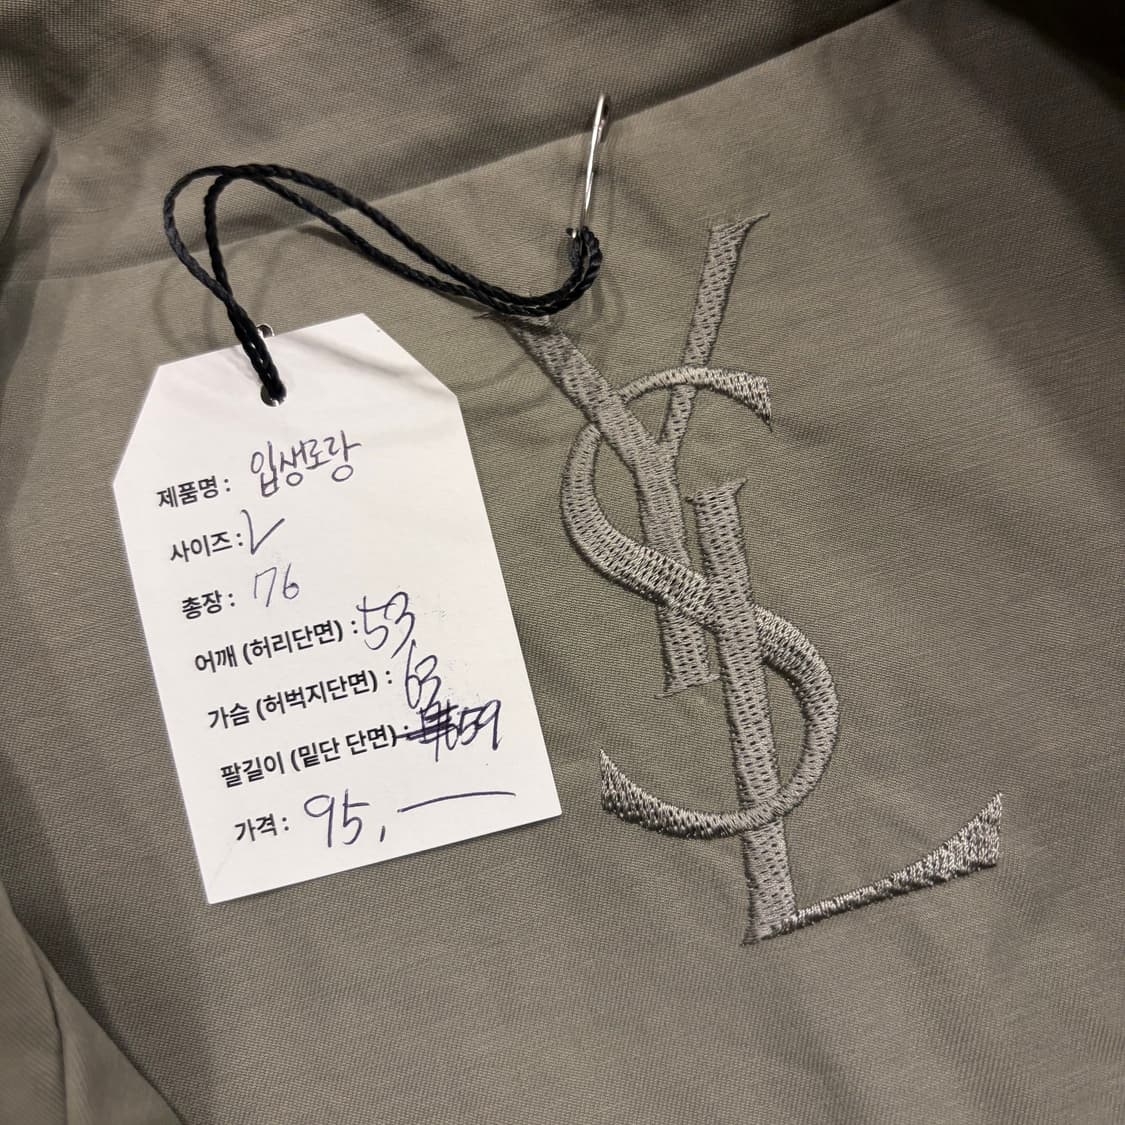 제품명 : 입생로랑
사이즈 : L
총장 : 76
어깨 (허리단면) : 53
가슴 (허벅지단면) : 63
팔길이 (밑단 단면) : 59
가격 : 95,—
YSL